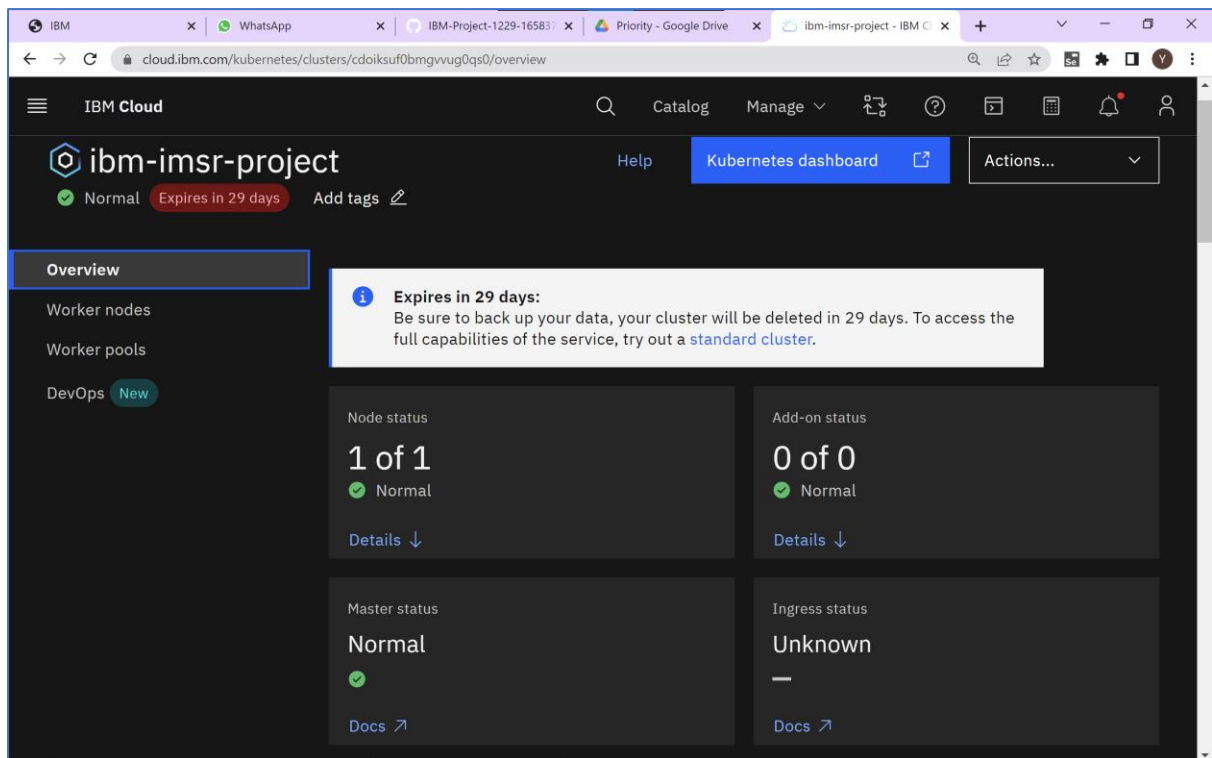 IBM
WhatsApp
IBM-Project-1229-16583
Priority - Google Drive
ibm-imsr-project - IBM C
cloud.ibm.com/kubernetes/clusters/cdoiksuf0bmgvvug0qs0/overview
Se
Y
IBM Cloud
Catalog
Manage
ibm-imsr-project
Help
Kubernetes dashboard
Actions...
Normal
Expires in 29 days
Add tags
Overview
Worker nodes
Worker pools
DevOps New
Expires in 29 days:
Be sure to back up your data, your cluster will be deleted in 29 days. To access the
full capabilities of the service, try out a standard cluster.
Node status
1 of 1
Normal
Details
Add-on status
0 of 0
Normal
Details
Master status
Normal
Docs
Ingress status
Unknown
Docs